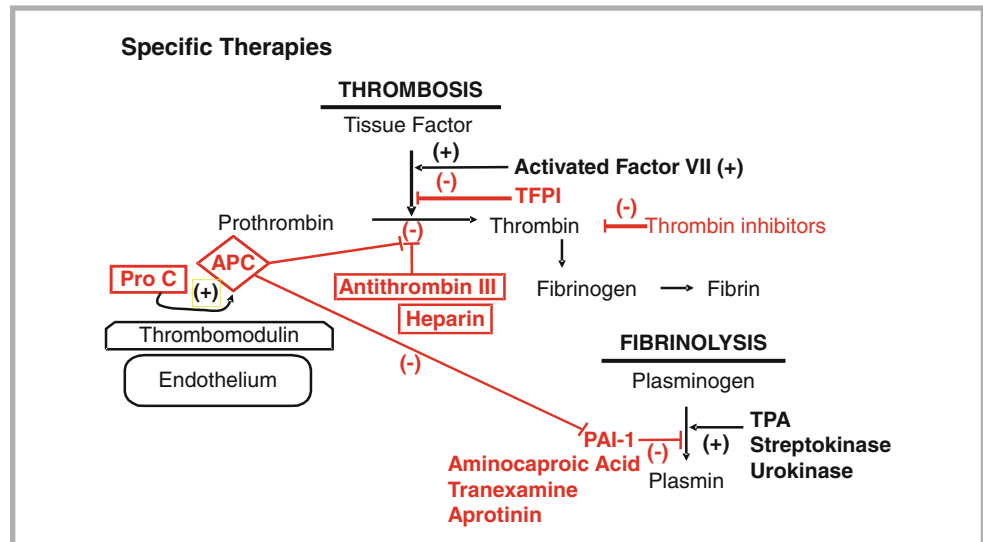 Specific Therapies
THROMBOSIS
Tissue Factor
(+)
Activated Factor VII (+)
(-)
TFPI
Prothrombin
(-)
Thrombin
(-)
Thrombin inhibitors
APC
Pro C
(+)
Antithrombin III
Fibrinogen
Fibrin
Heparin
Thrombomodulin
Endothelium
(-)
FIBRINOLYSIS
Plasminogen
TPA
PAI-1
(-)
(+)
Streptokinase
Aminocaproic Acid
Urokinase
Tranexamine
Plasmin
Aprotinin